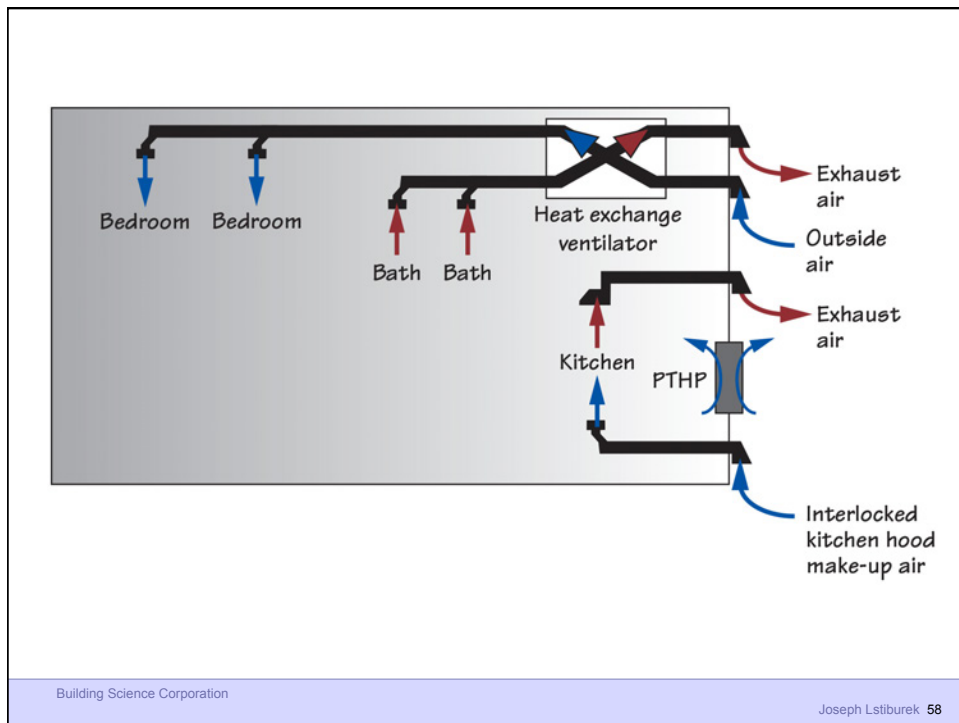 Bedroom
Bedroom
Bath
Bath
Heat exchange
ventilator
Exhaust
air
Outside
air
Exhaust
air
Kitchen
PTHP
Interlocked
kitchen hood
make-up air
Building Science Corporation
Joseph Lstiburek 58